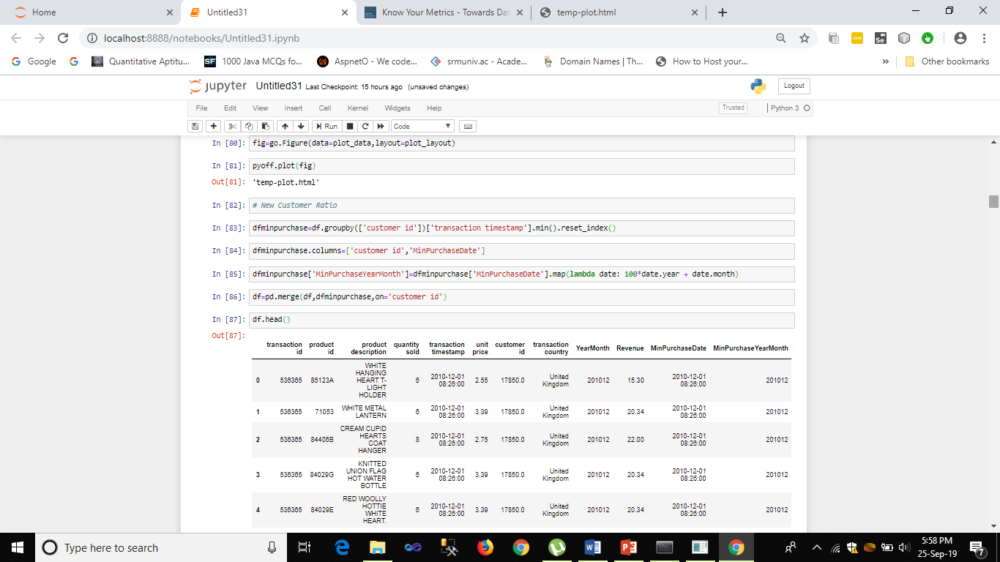 Home
Untitled31
Know Your Metrics - Towards Dat
temp-plot.html
localhost:8888/notebooks/Untitled31.ipynb
Google
Quantitative Aptitu...
SF 1000 Java MCQs fo...
AspnetO - We code...
srmuniv.ac - Acade...
Domain Names | Th...
How to Host your...
»
Other bookmarks
jupyter Untitled31 Last Checkpoint: 15 hours ago (unsaved changes)
Logout
File Edit View Insert Cell Kernel Widgets Help
Trusted
Python 3
Run
Code
In [80]: fig=go.Figure(data=plot_data,layout=plot_layout)
In [81]: pyoff.plot(fig)
Out[81]: 'temp-plot.html'
In [82]: # New Customer Ratio
In [83]: dfminpurchase=df.groupby(['customer id'])['transaction timestamp'].min().reset_index()
In [84]: dfminpurchase.columns=['customer id','MinPurchaseDate']
In [85]: dfminpurchase['MinPurchaseYearMonth']=dfminpurchase['MinPurchaseDate'].map(lambda date: 100*date.year + date.month)
In [86]: df=pd.merge(df,dfminpurchase,on='customer id')
In [87]: df.head()
Out[87]:
transaction product product quantity transaction unit customer transaction YearMonth Revenue MinPurchaseDate MinPurchaseYearMonth
id id description sold timestamp price id country
WHITE
HANGING
0 536365 85123A HEART T- 6 2010-12-01 2.55 17850.0 United 201012 15.30 2010-12-01 201012
LIGHT 08:26:00 Kingdom 08:26:00
HOLDER
1 536365 71053 WHITE METAL 6 2010-12-01 3.39 17850.0 United 201012 20.34 2010-12-01 201012
LANTERN 08:26:00 Kingdom 08:26:00
CREAM CUPID
2 536365 84406B HEARTS 8 2010-12-01 2.75 17850.0 United 201012 22.00 2010-12-01 201012
COAT 08:26:00 Kingdom 08:26:00
HANGER
KNITTED
3 536365 84029G UNION FLAG 6 2010-12-01 3.39 17850.0 United 201012 20.34 2010-12-01 201012
HOT WATER 08:26:00 Kingdom 08:26:00
BOTTLE
RED WOOLLY
4 536365 84029E HOTTIE 6 2010-12-01 3.39 17850.0 United 201012 20.34 2010-12-01 201012
WHITE 08:26:00 Kingdom 08:26:00
HEART.
Type here to search
5:58 PM
25-Sep-19
7